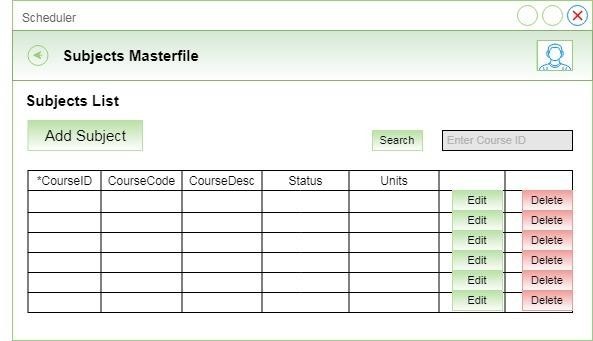 Scheduler
Subjects Masterfile
Subjects List
Add Subject
Search
Enter Course ID
*CourseID CourseCode CourseDesc Status Units
Edit Delete
Edit Delete
Edit Delete
Edit Delete
Edit Delete
Edit Delete